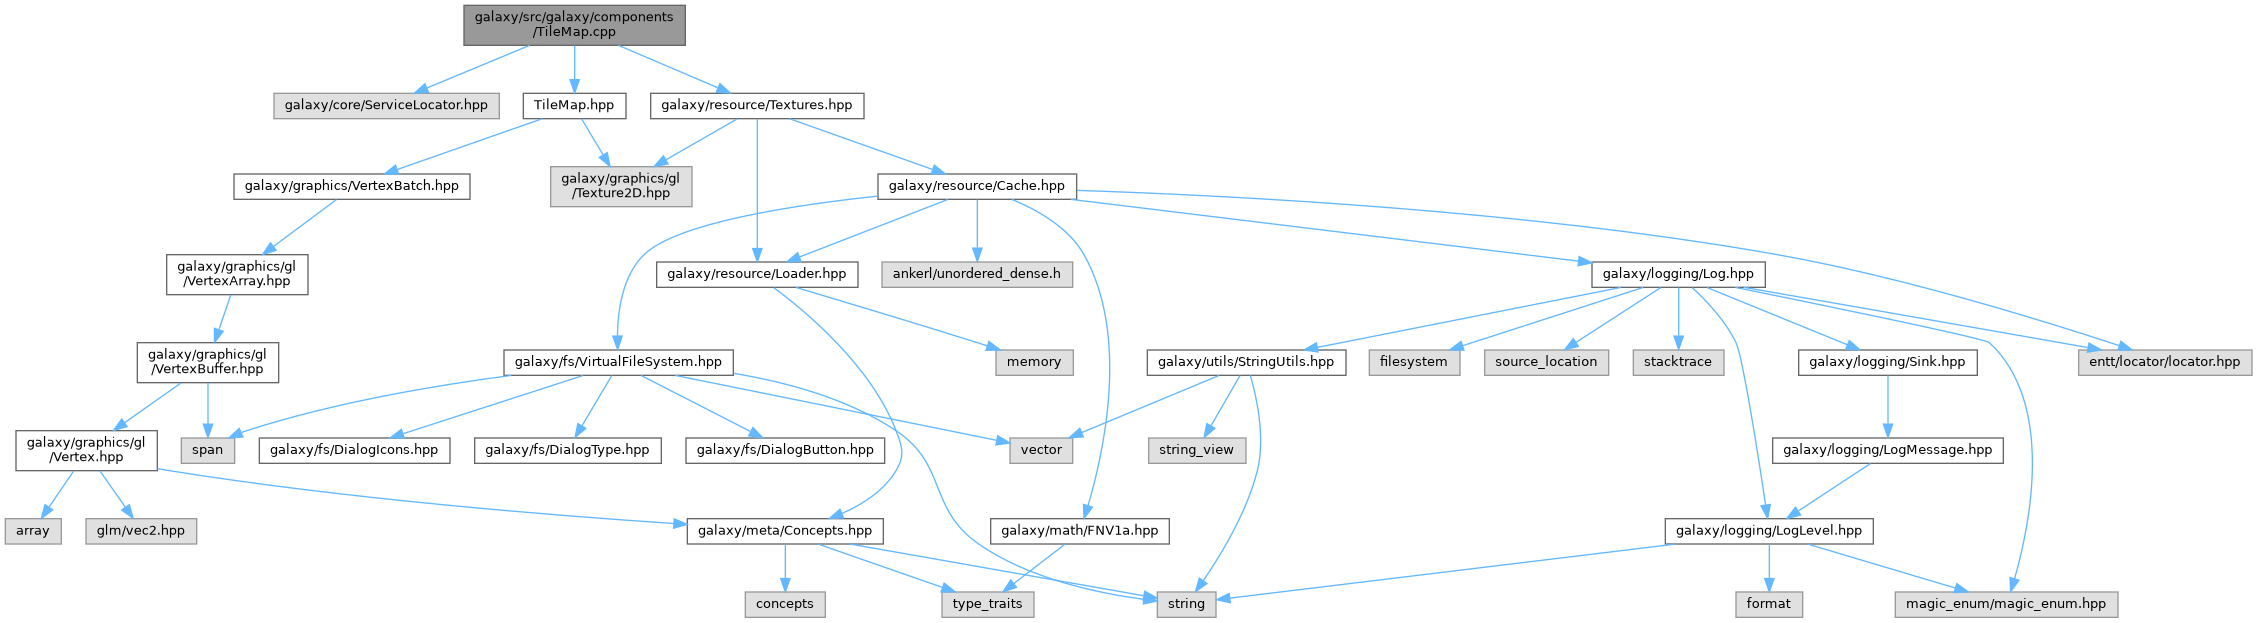 galaxy/src/galaxy/components
/TileMap.cpp
galaxy/core/ServiceLocator.hpp
TileMap.hpp
galaxy/resource/Textures.hpp
galaxy/graphics/VertexBatch.hpp
galaxy/graphics/gl
/Texture2D.hpp
galaxy/resource/Cache.hpp
galaxy/graphics/gl
/VertexArray.hpp
galaxy/resource/Loader.hpp
ankerl/unordered_dense.h
galaxy/logging/Log.hpp
galaxy/graphics/gl
/VertexBuffer.hpp
galaxy/fs/VirtualFileSystem.hpp
memory
galaxy/utils/StringUtils.hpp
filesystem
source_location
stacktrace
galaxy/logging/Sink.hpp
entt/locator/locator.hpp
galaxy/graphics/gl
/Vertex.hpp
span
galaxy/fs/DialogIcons.hpp
galaxy/fs/DialogType.hpp
galaxy/fs/DialogButton.hpp
vector
string_view
galaxy/logging/LogMessage.hpp
array
glm/vec2.hpp
galaxy/meta/Concepts.hpp
galaxy/math/FNV1a.hpp
galaxy/logging/LogLevel.hpp
concepts
type_traits
string
format
magic_enum/magic_enum.hpp